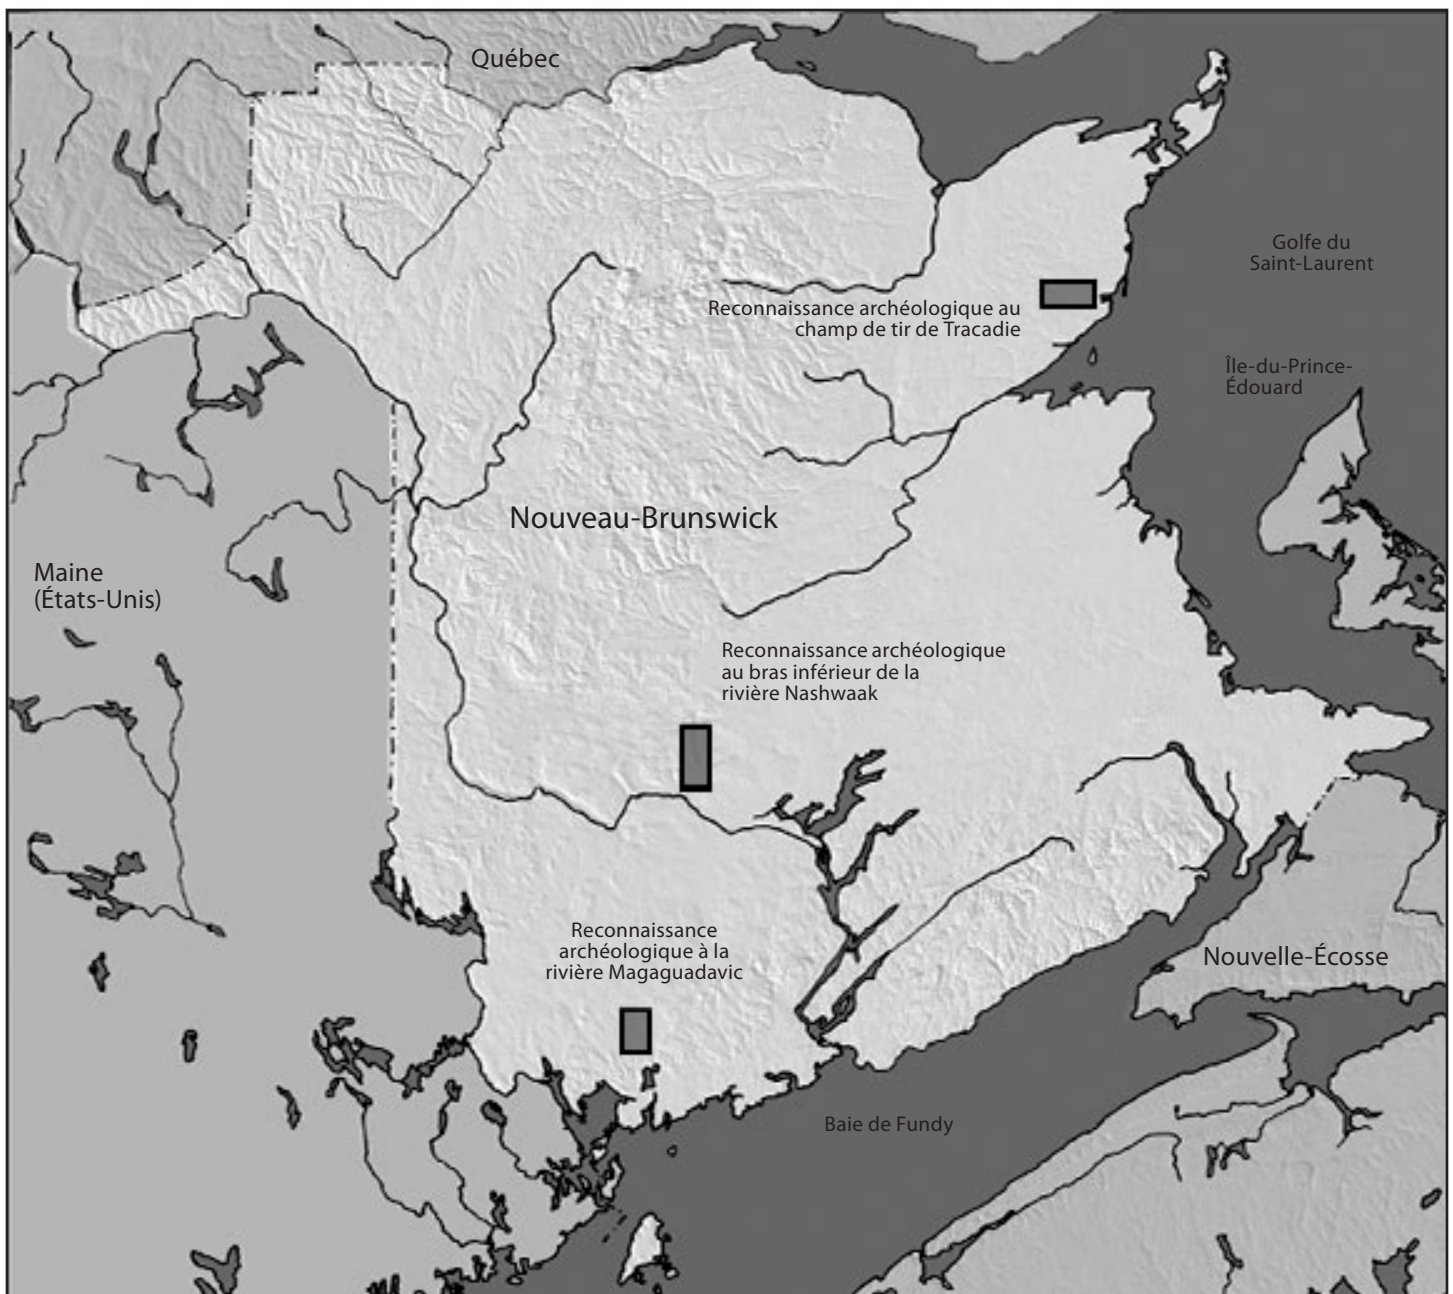 Québec
Golfe du
Saint-Laurent
Reconnaissance archéologique au
champ de tir de Tracadie
Île-du-Prince-
Édouard
Nouveau-Brunswick
Maine
(États-Unis)
Reconnaissance archéologique
au bras inférieur de la
rivière Nashwaak
Reconnaissance
archéologique à la
rivière Magaguadavic
Nouvelle-Écosse
Baie de Fundy